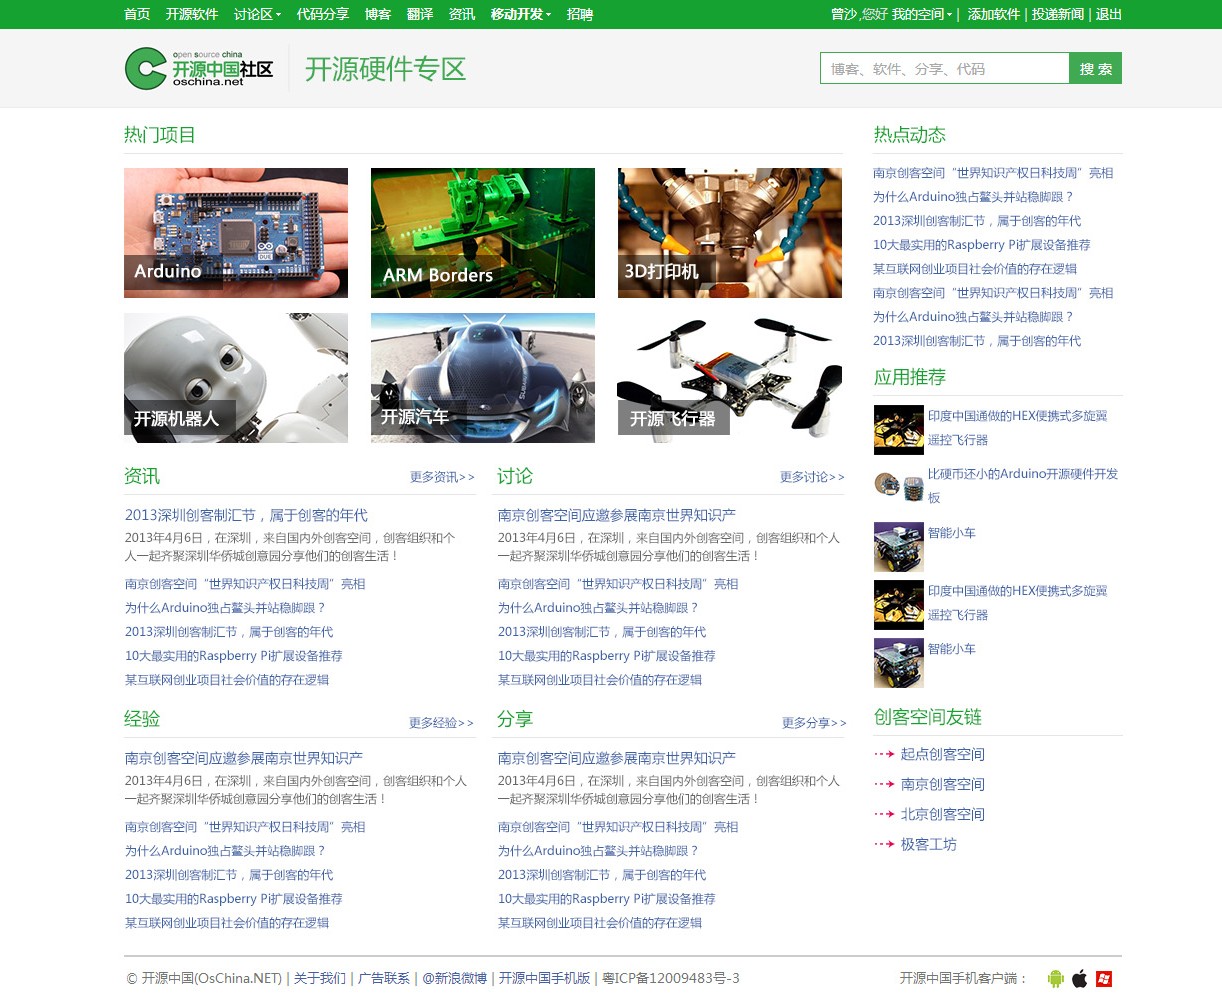 首页 开源软件 讨论区 代码分享 博客 翻译 资讯 移动开发 招聘
曾沙 ,您好 我的空间 | 添加软件 | 投递新闻 | 退出
open source china
开源中国社区
oschina.net
开源硬件专区
博客、软件、分享、代码
搜 索
热门项目
Arduino
ARM Borders
3D打印机
开源机器人
开源汽车
开源飞行器
资讯
更多资讯>>
2013深圳创客制汇节，属于创客的年代
2013年4月6日，在深圳，来自国内外创客空间，创客组织和个
人一起齐聚深圳华侨城创意园分享他们的创客生活！
南京创客空间“世界知识产权日科技周”亮相
为什么Arduino独占鳌头并站稳脚跟？
2013深圳创客制汇节，属于创客的年代
10大最实用的Raspberry Pi扩展设备推荐
某互联网创业项目社会价值的存在逻辑
讨论
更多讨论>>
南京创客空间应邀参展南京世界知识产
2013年4月6日，在深圳，来自国内外创客空间，创客组织和个人
一起齐聚深圳华侨城创意园分享他们的创客生活！
南京创客空间“世界知识产权日科技周”亮相
为什么Arduino独占鳌头并站稳脚跟？
2013深圳创客制汇节，属于创客的年代
10大最实用的Raspberry Pi扩展设备推荐
某互联网创业项目社会价值的存在逻辑
经验
更多经验>>
南京创客空间应邀参展南京世界知识产
2013年4月6日，在深圳，来自国内外创客空间，创客组织和个人
一起齐聚深圳华侨城创意园分享他们的创客生活！
南京创客空间“世界知识产权日科技周”亮相
为什么Arduino独占鳌头并站稳脚跟？
2013深圳创客制汇节，属于创客的年代
10大最实用的Raspberry Pi扩展设备推荐
某互联网创业项目社会价值的存在逻辑
分享
更多分享>>
南京创客空间应邀参展南京世界知识产
2013年4月6日，在深圳，来自国内外创客空间，创客组织和个人
一起齐聚深圳华侨城创意园分享他们的创客生活！
南京创客空间“世界知识产权日科技周”亮相
为什么Arduino独占鳌头并站稳脚跟？
2013深圳创客制汇节，属于创客的年代
10大最实用的Raspberry Pi扩展设备推荐
某互联网创业项目社会价值的存在逻辑
热点动态
南京创客空间“世界知识产权日科技周”亮相
为什么Arduino独占鳌头并站稳脚跟？
2013深圳创客制汇节，属于创客的年代
10大最实用的Raspberry Pi扩展设备推荐
某互联网创业项目社会价值的存在逻辑
南京创客空间“世界知识产权日科技周”亮相
为什么Arduino独占鳌头并站稳脚跟？
2013深圳创客制汇节，属于创客的年代
应用推荐
印度中国通做的HEX便携式多旋翼
遥控飞行器
比硬币还小的Arduino开源硬件开发
板
智能小车
印度中国通做的HEX便携式多旋翼
遥控飞行器
智能小车
创客空间友链
起点创客空间
南京创客空间
北京创客空间
极客工坊
© 开源中国(OsChina.NET) | 关于我们 | 广告联系 | @新浪微博 | 开源中国手机版 | 粤ICP备12009483号-3
开源中国手机客户端：